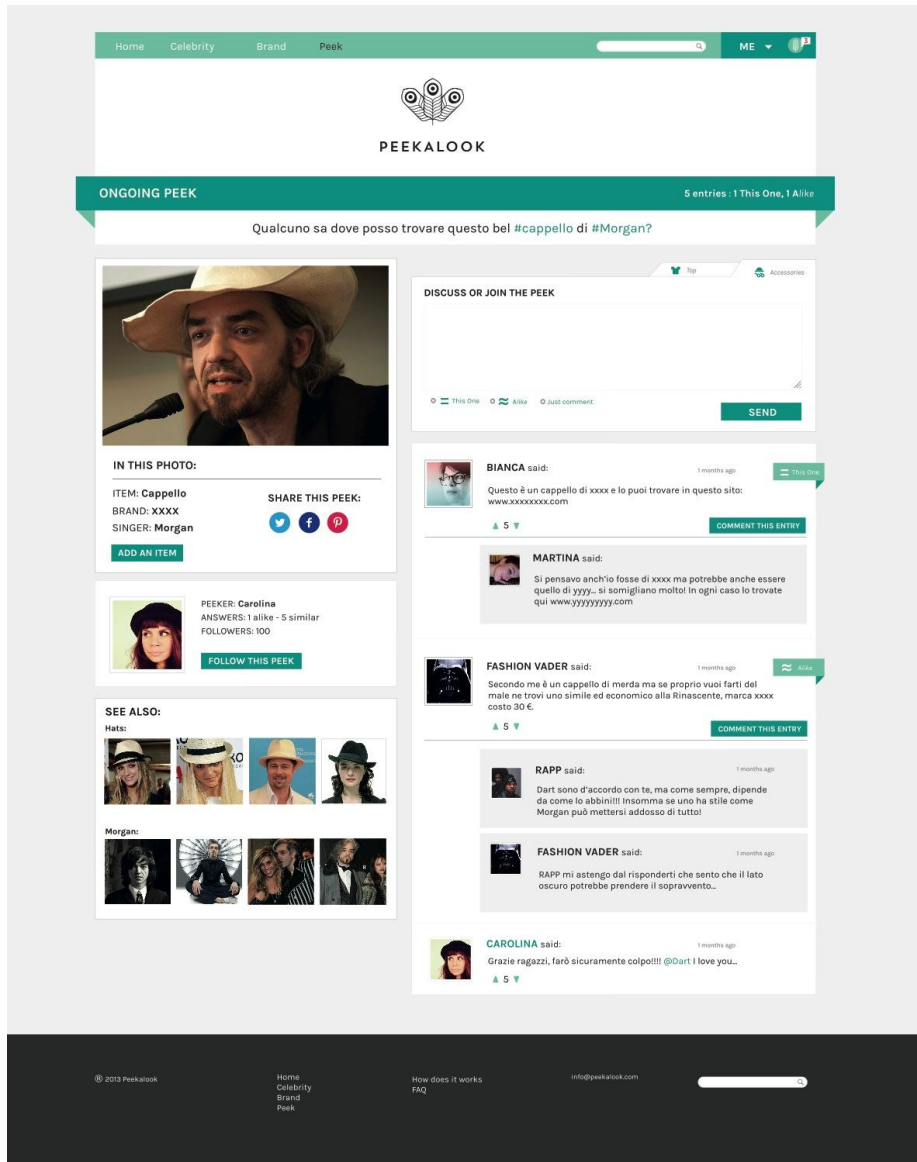 Home Celebrity Brand Peek
ME 3
PEEKALOOK
ONGOING PEEK
5 entries : 1 This One, 1 Alike
Qualcuno sa dove posso trovare questo bel #cappello di #Morgan?
IN THIS PHOTO:
ITEM: Cappello
BRAND: XXXX
SINGER: Morgan
SHARE THIS PEEK:
ADD AN ITEM
PEEKER: Carolina
ANSWERS: 1 alike - 5 similar
FOLLOWERS: 100
FOLLOW THIS PEEK
SEE ALSO:
Hats:
Morgan:
Top Accessories
DISCUSS OR JOIN THE PEEK
This One Alike Just comment
SEND
BIANCA said: 1 months ago This One
Questo è un cappello di xxxx e lo puoi trovare in questo sito:
www.xxxxxxxx.com
5 COMMENT THIS ENTRY
MARTINA said:
Si pensavo anch'io fosse di xxxx ma potrebbe anche essere
quello di yyyy... si somigliano molto! In ogni caso lo trovate
qui www.yyyyyyyyy.com
FASHION VADER said: 1 months ago Alike
Secondo me è un cappello di merda ma se proprio vuoi farti del
male ne trovi uno simile ed economico alla Rinascente, marca xxxx
costo 30 €.
5 COMMENT THIS ENTRY
RAPP said: 1 months ago
Dart sono d'accordo con te, ma come sempre, dipende
da come lo abbini!!! Insomma se uno ha stile come
Morgan può mettersi addosso di tutto!
FASHION VADER said: 1 months ago
RAPP mi astengo dal risponderti che sento che il lato
oscuro potrebbe prendere il sopravvento...
CAROLINA said: 1 months ago
Grazie ragazzi, farò sicuramente colpo!!!! @Dart I love you...
5
® 2013 Peekalook
Home
Celebrity
Brand
Peek
How does it works
FAQ
info@peekalook.com